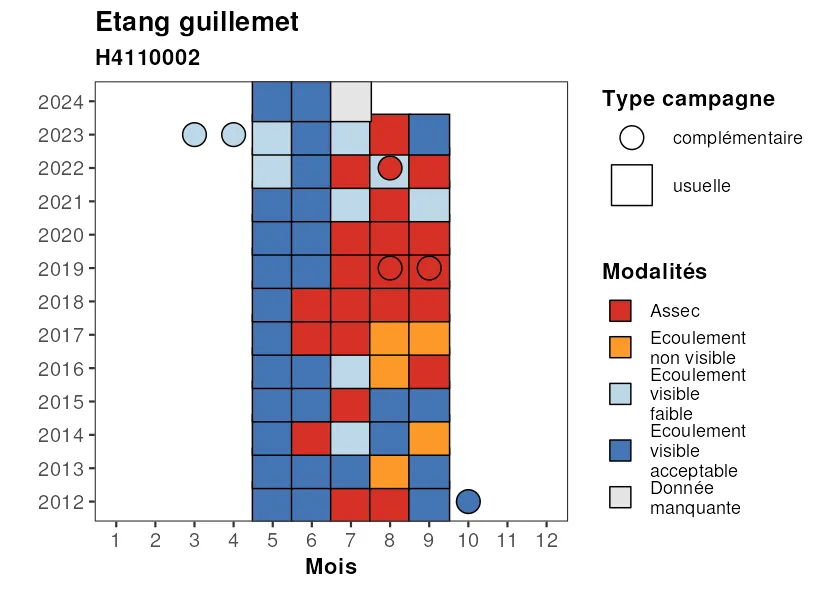 Etang guillemet
H4110002
2024
2023
2022
2021
2020
2019
2018
2017
2016
2015
2014
2013
2012
1 2 3 4 5 6 7 8 9 10 11 12
Mois
Type campagne
complémentaire
usuelle
Modalités
Assec
Ecoulement
non visible
Ecoulement
visible
faible
Ecoulement
visible
acceptable
Donnée
manquante